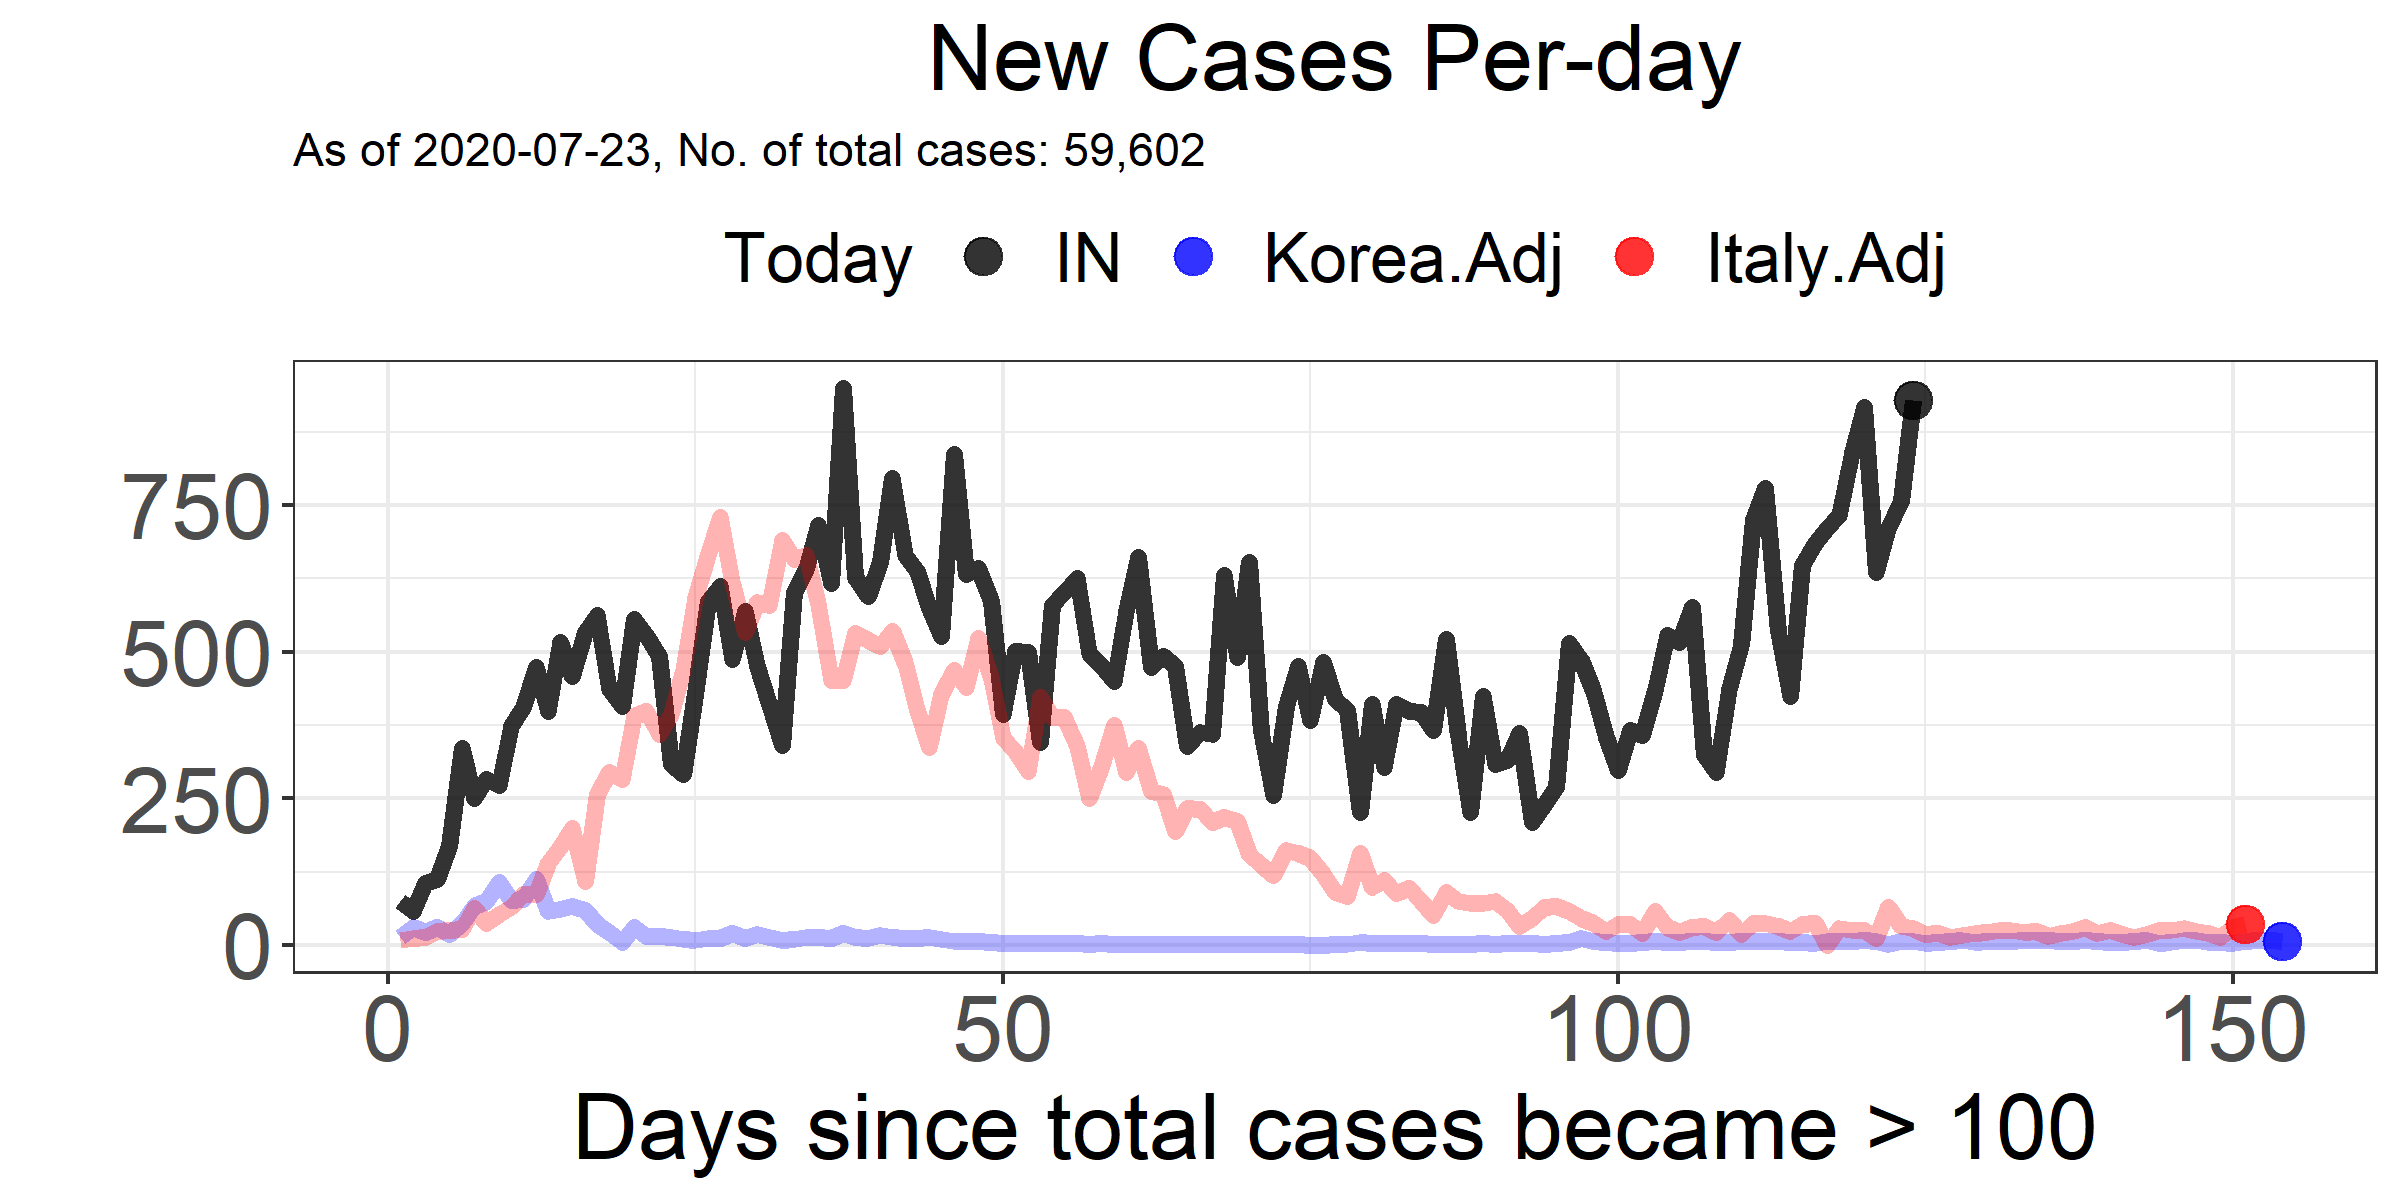 New Cases Per-day
As of 2020-07-23, No. of total cases: 59,602
Today IN Korea.Adj Italy.Adj
750
500
250
0
0 50 100 150
Days since total cases became > 100